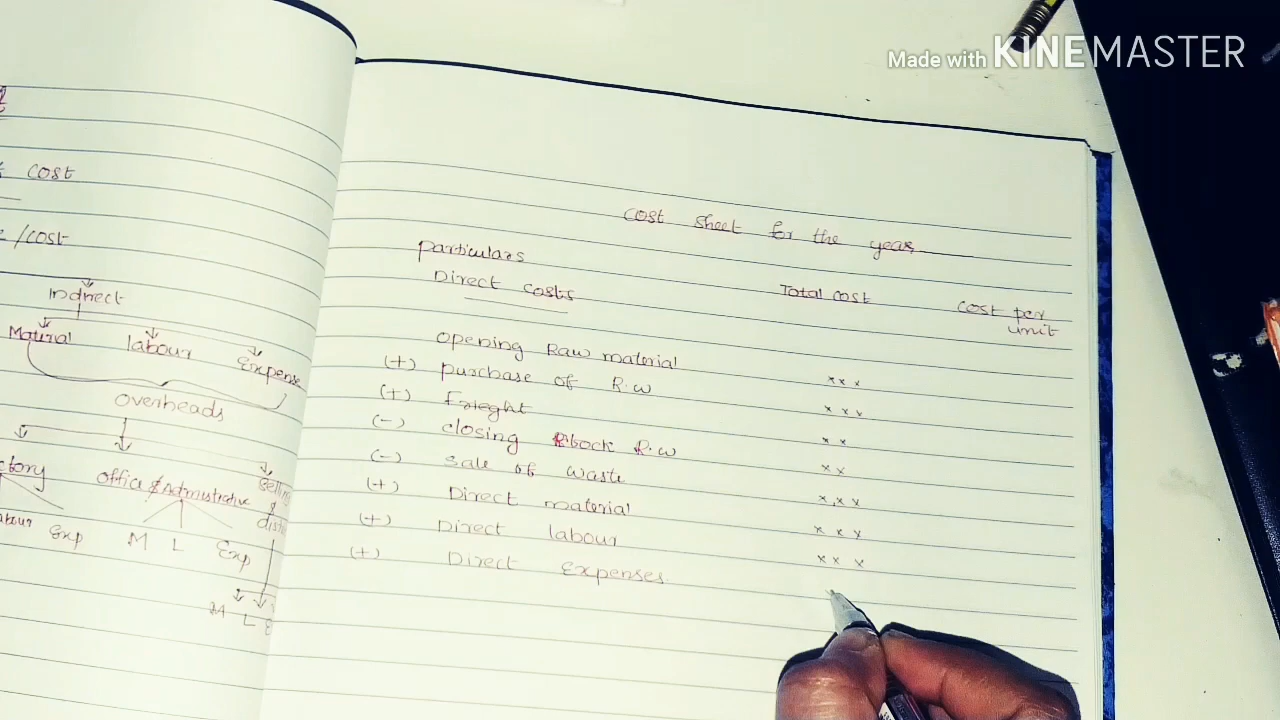 Made with KINEMASTER
cost
/cost
Indirect
Material labour Expense
overheads
office & Administrative
Exp M L Exp
M L E
cost sheet for the year
particulars
Direct costs Total cost cost per unit
opening Raw material xxx
(+) purchase of R.w xxx
(+) Frieght xx
(-) closing stock R.w xx
(-) sale of waste xxx
(+) Direct material xxx
(+) Direct labour xxx
(+) Direct Expenses